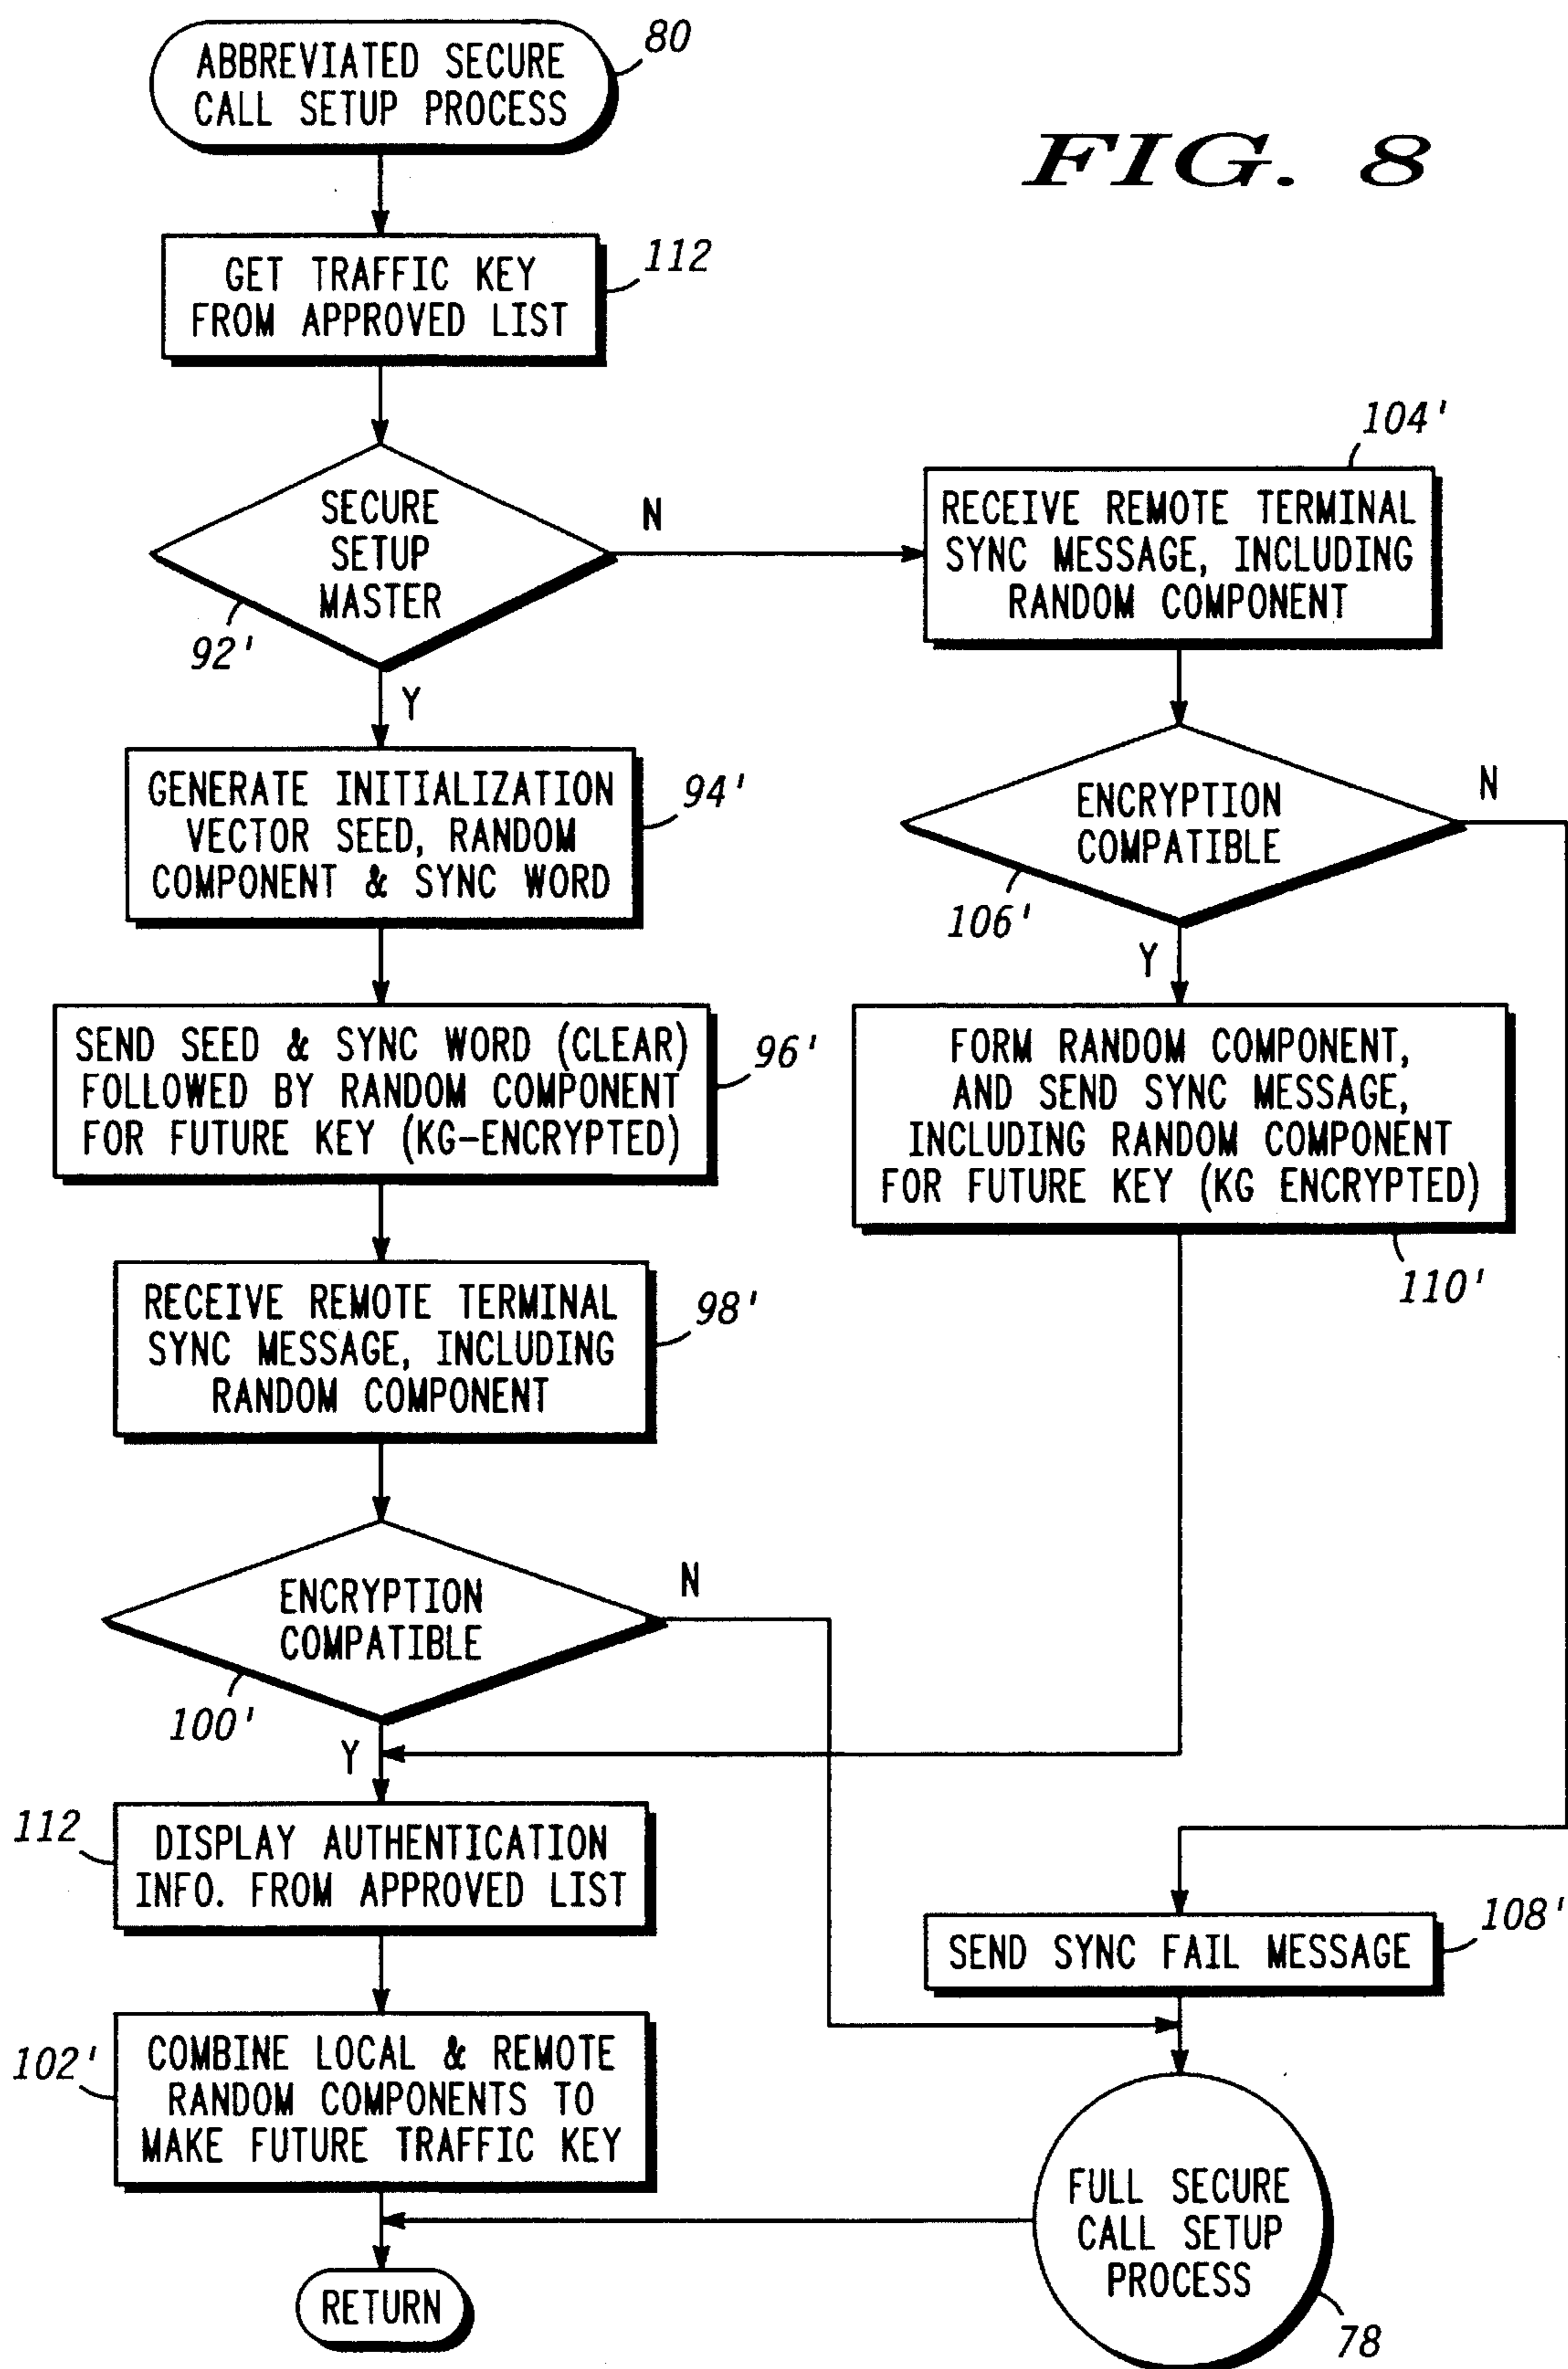 ABBREVIATED SECURE
CALL SETUP PROCESS
80
FIG. 8
GET TRAFFIC KEY
FROM APPROVED LIST
112
SECURE
SETUP
MASTER
92'
N
Y
104'
RECEIVE REMOTE TERMINAL
SYNC MESSAGE, INCLUDING
RANDOM COMPONENT
GENERATE INITIALIZATION
VECTOR SEED, RANDOM
COMPONENT & SYNC WORD
94'
ENCRYPTION
COMPATIBLE
106'
N
Y
SEND SEED & SYNC WORD (CLEAR)
FOLLOWED BY RANDOM COMPONENT
FOR FUTURE KEY (KG-ENCRYPTED)
96'
FORM RANDOM COMPONENT,
AND SEND SYNC MESSAGE,
INCLUDING RANDOM COMPONENT
FOR FUTURE KEY (KG ENCRYPTED)
110'
RECEIVE REMOTE TERMINAL
SYNC MESSAGE, INCLUDING
RANDOM COMPONENT
98'
ENCRYPTION
COMPATIBLE
100'
N
Y
112
DISPLAY AUTHENTICATION
INFO. FROM APPROVED LIST
108'
SEND SYNC FAIL MESSAGE
102'
COMBINE LOCAL & REMOTE
RANDOM COMPONENTS TO
MAKE FUTURE TRAFFIC KEY
FULL SECURE
CALL SETUP
PROCESS
78
RETURN